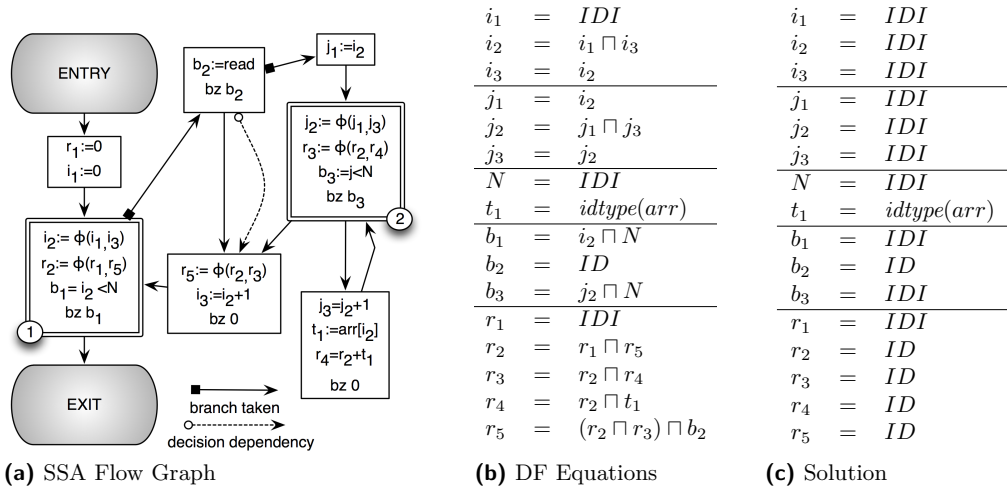 ENTRY
r1:=0
i1:=0
i2:= ϕ(i1,i3)
r2:= ϕ(r1,r5)
b1= i2 <N
bz b1
1
EXIT
b2:=read
bz b2
r5:= ϕ(r2,r3)
i3:=i2+1
bz 0
j1:=i2
j2:= ϕ(j1,j3)
r3:= ϕ(r2,r4)
b3:=j<N
bz b3
2
j3=j2+1
t1:=arr[i2]
r4=r2+t1
bz 0
branch taken
decision dependency
(a) SSA Flow Graph
i1 = IDI
i2 = i1 ⊓ i3
i3 = i2
j1 = i2
j2 = j1 ⊓ j3
j3 = j2
N = IDI
t1 = idtype(arr)
b1 = i2 ⊓ N
b2 = ID
b3 = j2 ⊓ N
r1 = IDI
r2 = r1 ⊓ r5
r3 = r2 ⊓ r4
r4 = r2 ⊓ t1
r5 = (r2 ⊓ r3) ⊓ b2
(b) DF Equations
i1 = IDI
i2 = IDI
i3 = IDI
j1 = IDI
j2 = IDI
j3 = IDI
N = IDI
t1 = idtype(arr)
b1 = IDI
b2 = ID
b3 = IDI
r1 = IDI
r2 = ID
r3 = ID
r4 = ID
r5 = ID
(c) Solution